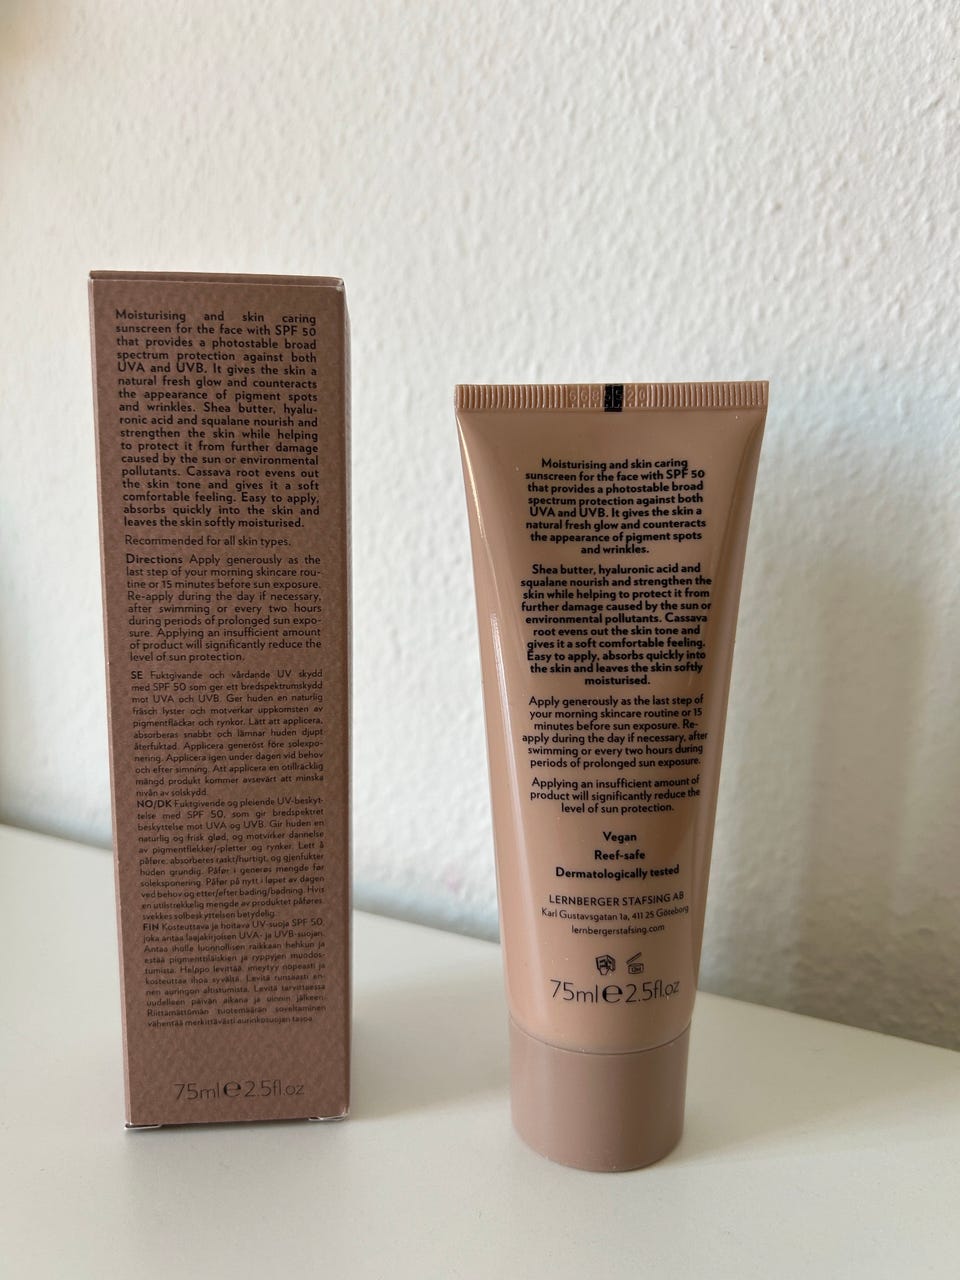 Moisturising and skin caring
sunscreen for the face with SPF 50
that provides a photostable broad
spectrum protection against both
UVA and UVB. It gives the skin a
natural fresh glow and counteracts
the appearance of pigment spots
and wrinkles. Shea butter, hyalu-
ronic acid and squalane nourish and
strengthen the skin while helping
to protect it from further damage
caused by the sun or environmental
pollutants. Cassava root evens out
the skin tone and gives it a soft
comfortable feeling. Easy to apply,
absorbs quickly into the skin and
leaves the skin softly moisturised.
Recommended for all skin types.
Directions Apply generously as the
last step of your morning skincare rou-
tine or 15 minutes before sun exposure.
Re-apply during the day if necessary,
after swimming or every two hours
during periods of prolonged sun expo-
sure. Applying an insufficient amount
of product will significantly reduce the
level of sun protection.
SE Fuktgivande och vårdande UV skydd
med SPF 50 som ger ett bredspektrumskydd
mot UVA och UVB. Ger huden en naturlig
fräsch lyster och motverkar uppkomsten av
pigmentfläckar och rynkor. Lätt att applicera,
absorberas snabbt och lämnar huden djupt
återfuktad. Applicera generöst före solexpo-
nering. Applicera igen under dagen vid behov
och efter simning. Att applicera en otillräcklig
mängd produkt kommer avsevärt att minska
nivån av solskydd.
NO/DK Fuktgivende og pleiende UV-beskyt-
telse med SPF 50, som gir bredspektret
beskyttelse mot UVA og UVB. Gir huden en
naturlig og frisk glød, og motvirker dannelse
av pigmentflekker/-pletter og rynker. Lett å
påføre, absorberes raskt/hurtigt, og gjenfukter
huden grundig. Påfør i generøs mengde før
soleksponering. Påfør på nytt i løpet av dagen
ved behov og etter/efter bading/badning. Hvis
en utilstrekkelig mengde av produktet påføres
svekkes solbeskyttelsen betydelig.
FIN Kosteuttava ja hoitava UV-suoja SPF 50,
joka antaa laajakirjoisen UVA- ja UVB-suojan.
Antaa iholle luonnollisen raikkaan hehkun ja
estää pigmenttiläiskien ja ryppyjen muodos-
tumista. Helppo levittää, imeytyy nopeasti ja
kosteuttaa ihoa syvältä. Levitä runsaasti en-
nen auringon altistumista. Levitä tarvittaessa
uudelleen päivän aikana ja uinnin jälkeen.
Riittämättömän tuotemäärän soveltaminen
vähentää merkittävästi aurinkosuojan tasoa.
75ml e 2.5fl.oz
Moisturising and skin caring
sunscreen for the face with SPF 50
that provides a photostable broad
spectrum protection against both
UVA and UVB. It gives the skin a
natural fresh glow and counteracts
the appearance of pigment spots
and wrinkles.
Shea butter, hyaluronic acid and
squalane nourish and strengthen the
skin while helping to protect it from
further damage caused by the sun or
environmental pollutants. Cassava
root evens out the skin tone and
gives it a soft comfortable feeling.
Easy to apply, absorbs quickly into
the skin and leaves the skin softly
moisturised.
Apply generously as the last step of
your morning skincare routine or 15
minutes before sun exposure. Re-
apply during the day if necessary, after
swimming or every two hours during
periods of prolonged sun exposure.
Applying an insufficient amount of
product will significantly reduce the
level of sun protection.
Vegan
Reef-safe
Dermatologically tested
LERNBERGER STAFSING AB
Karl Gustavsgatan 1a, 411 25 Göteborg
lernbergerstafsing.com
12M
75ml e 2.5fl.oz